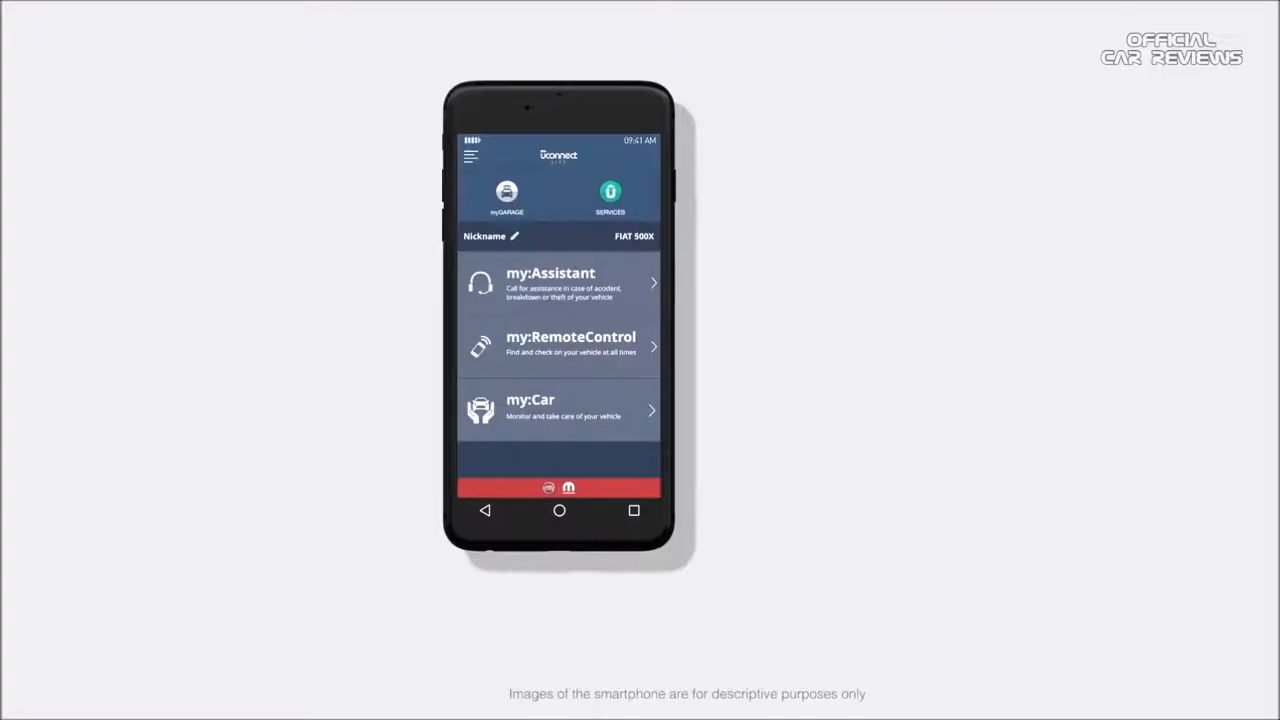 OFFICIAL
CAR REVIEWS
09:41 AM
uconnect
myGARAGE
SERVICES
Nickname
FIAT 500X
my:Assistant
Call for assistance in case of accident,
breakdown or theft of your vehicle
my:RemoteControl
Find and check on your vehicle at all times
my:Car
Monitor and take care of your vehicle
Images of the smartphone are for descriptive purposes only